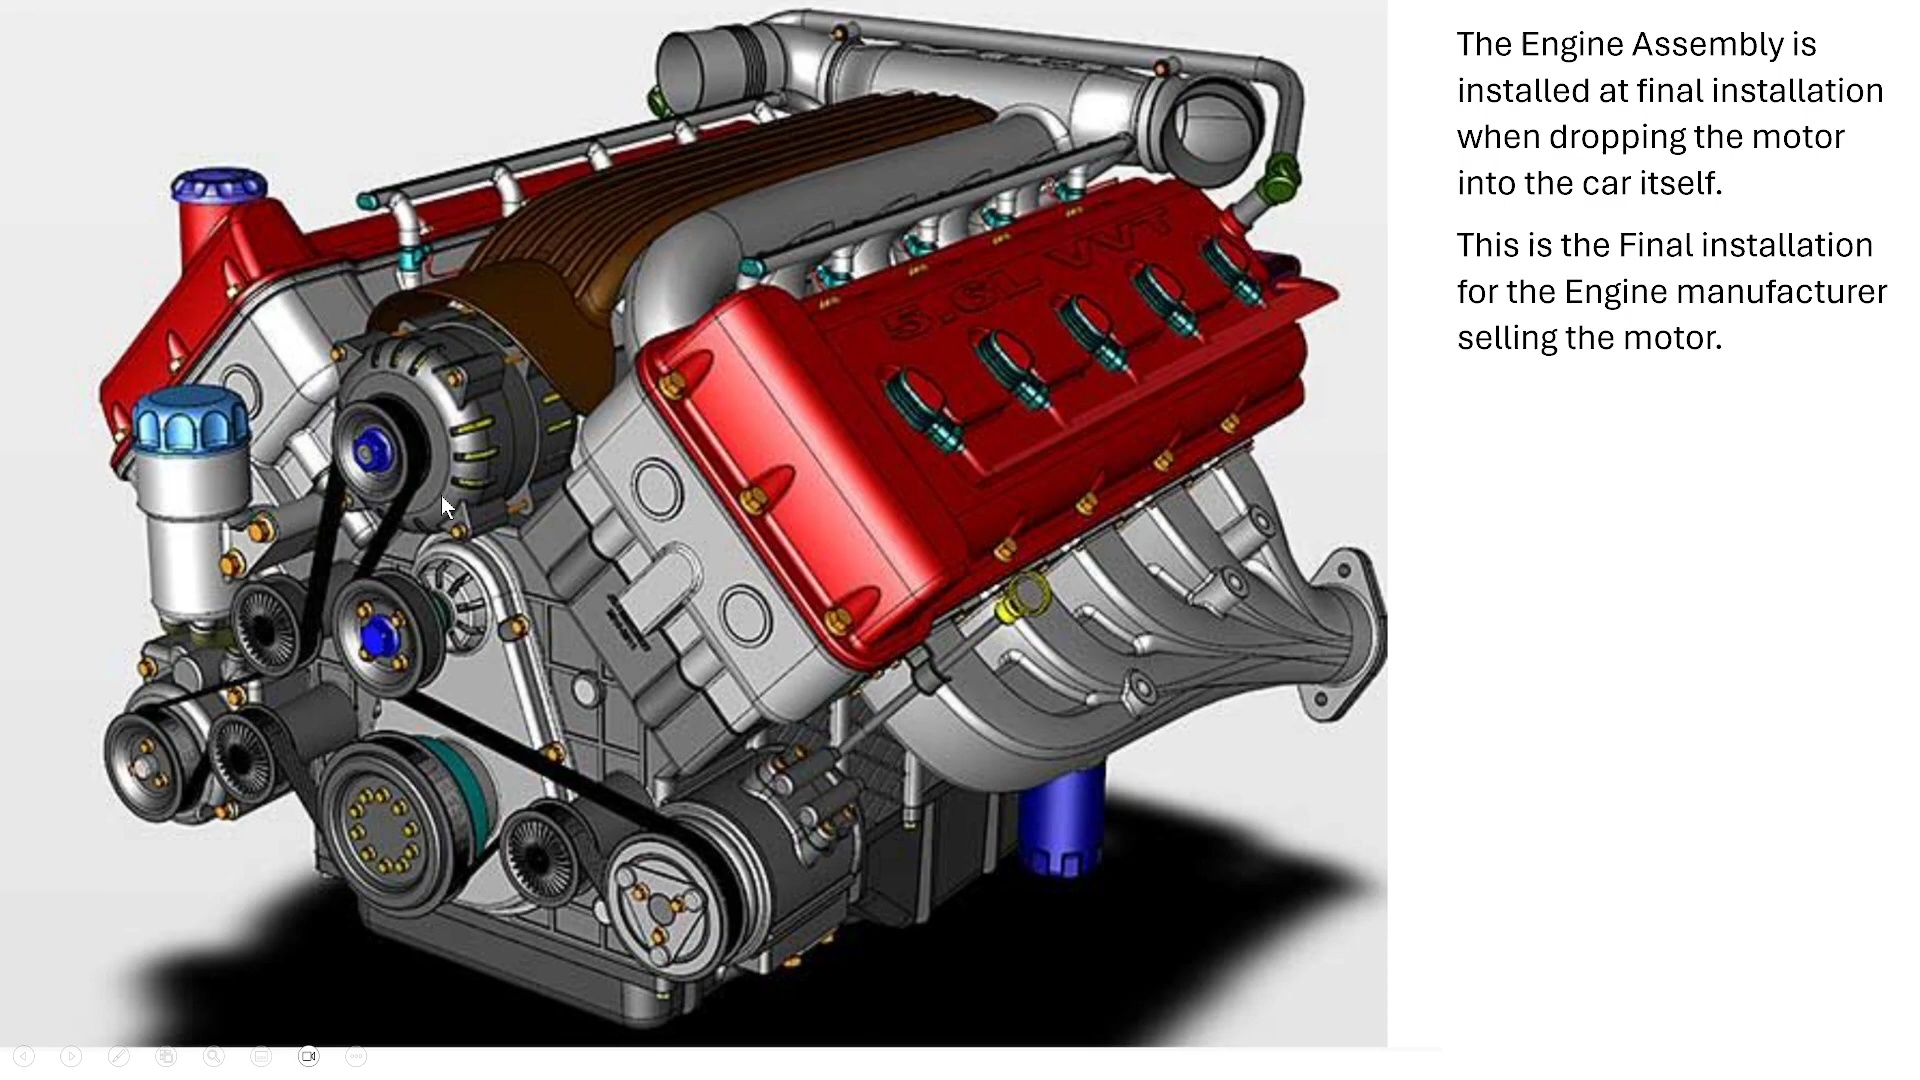 The Engine Assembly is
installed at final installation
when dropping the motor
into the car itself.
This is the Final installation
for the Engine manufacturer
selling the motor.
5.6L VVT